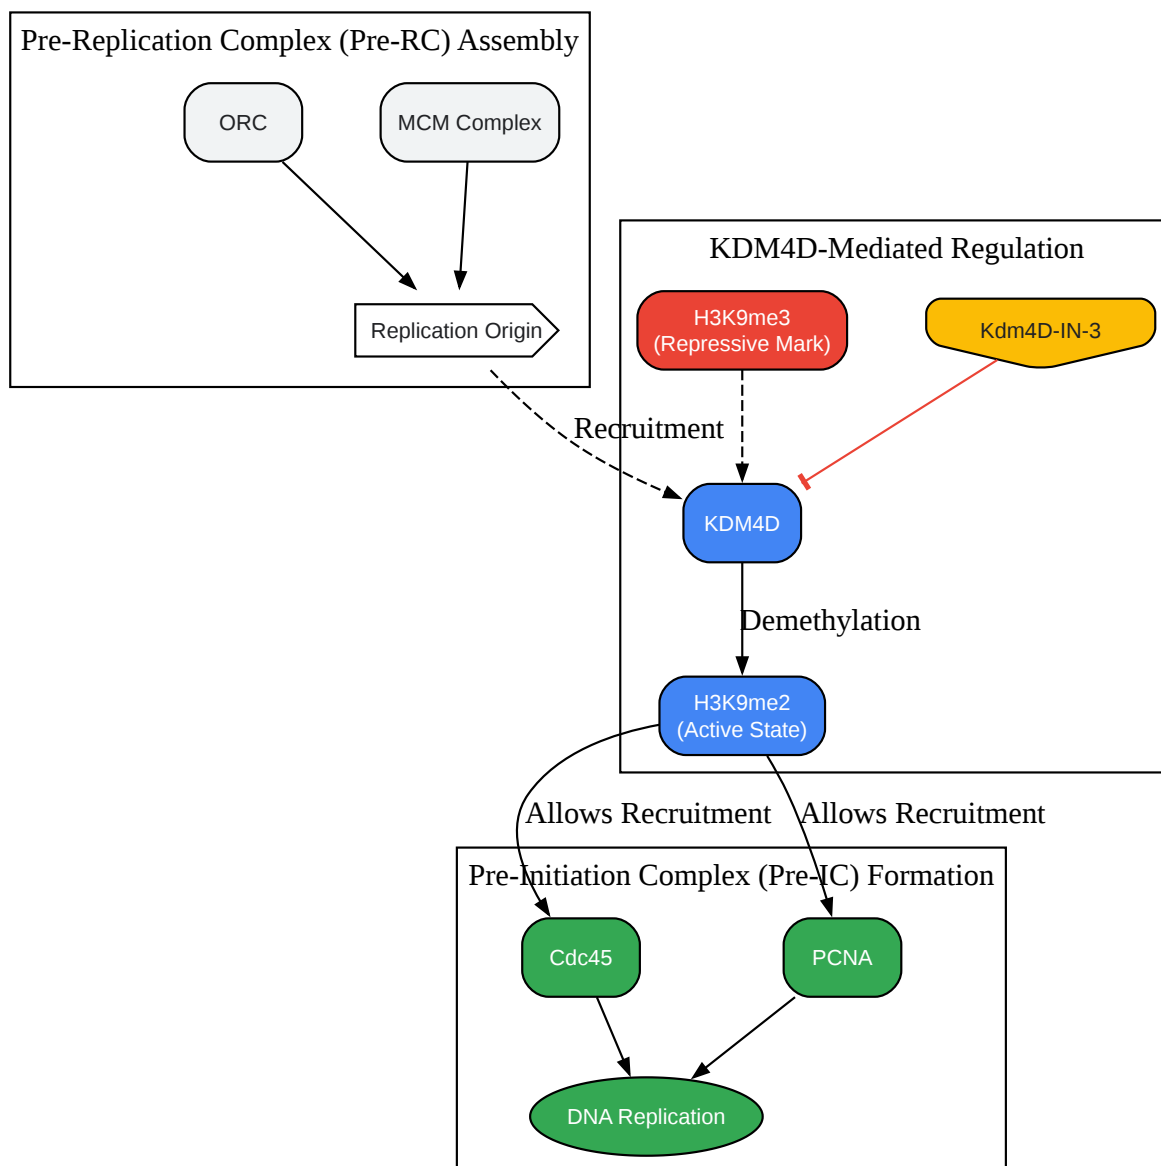 Pre-Replication Complex (Pre-RC) Assembly
ORC
MCM Complex
Replication Origin
KDM4D-Mediated Regulation
H3K9me3
(Repressive Mark)
Kdm4D-IN-3
Recruitment
KDM4D
Demethylation
H3K9me2
(Active State)
Allows Recruitment
Allows Recruitment
Pre-Initiation Complex (Pre-IC) Formation
Cdc45
PCNA
DNA Replication